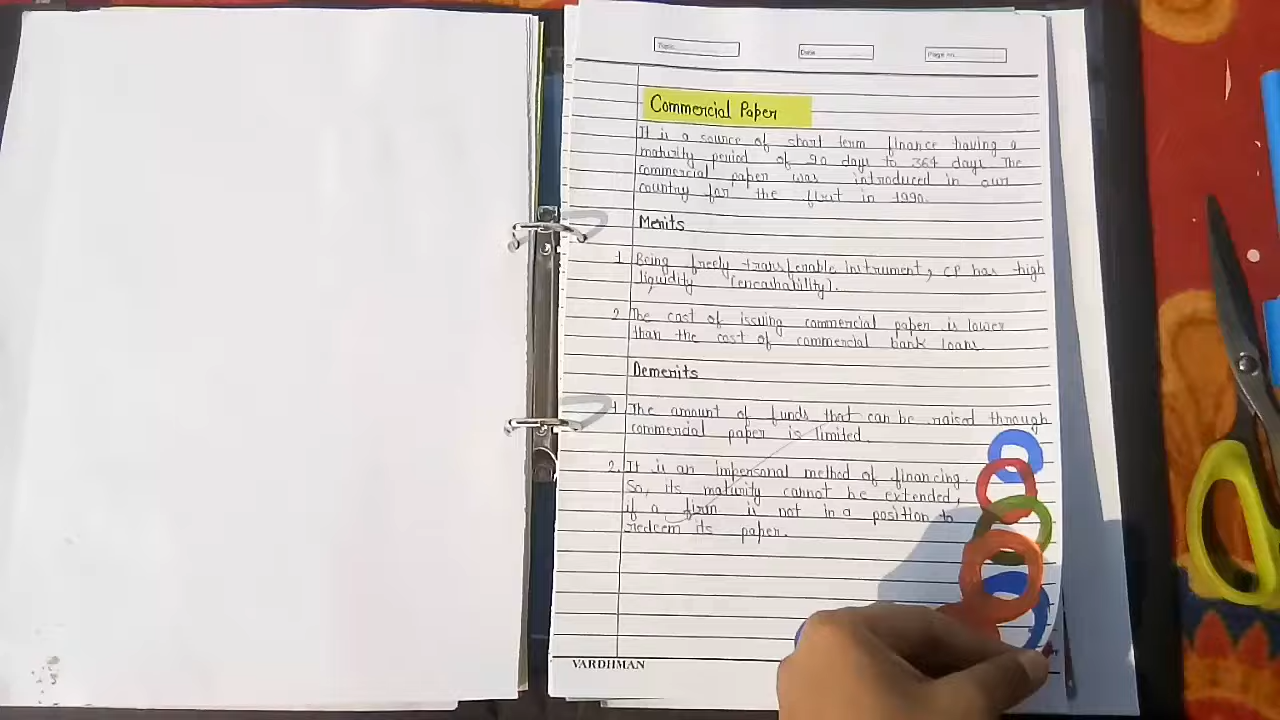 Date
Page no.
Commercial Paper
It is a source of short term finance having a
maturity period of 90 days to 364 days. The
commercial paper was introduced in our
country for the first in 1990.
Merits
1 Being freely transferable instrument, CP has high
liquidity (encashability).
2 The cost of issuing commercial paper is lower
than the cost of commercial bank loans.
Demerits
1 The amount of funds that can be raised through
commercial paper is limited.
2. It is an impersonal method of financing.
So, its maturity cannot be extended,
if a firm is not in a position to
redeem its paper.
VARDHMAN